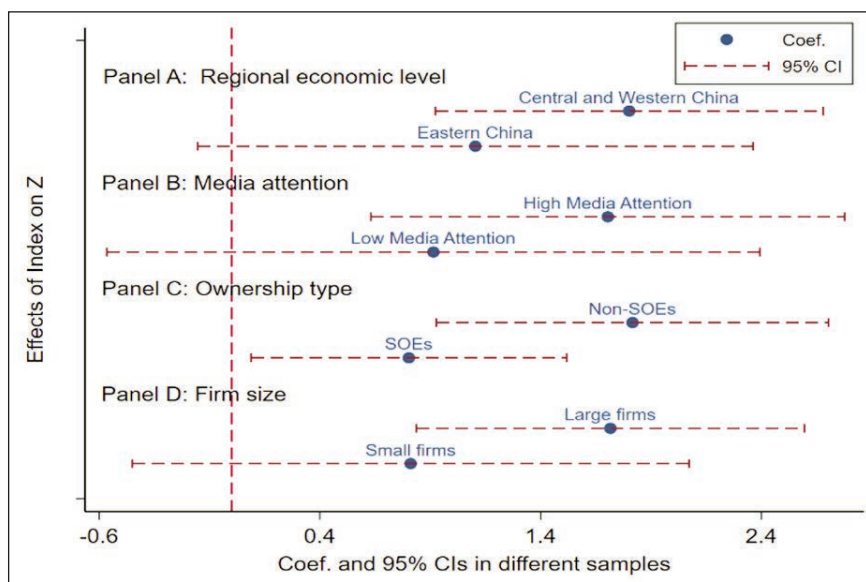 Coef.
95% CI
Panel A:  Regional economic level
Central and Western China
Eastern China
Panel B: Media attention
High Media Attention
Low Media Attention
Panel C: Ownership type
Non-SOEs
SOEs
Panel D: Firm size
Large firms
Small firms
Effects of Index on Z
-0.6 0.4 1.4 2.4
Coef. and 95% CIs in different samples